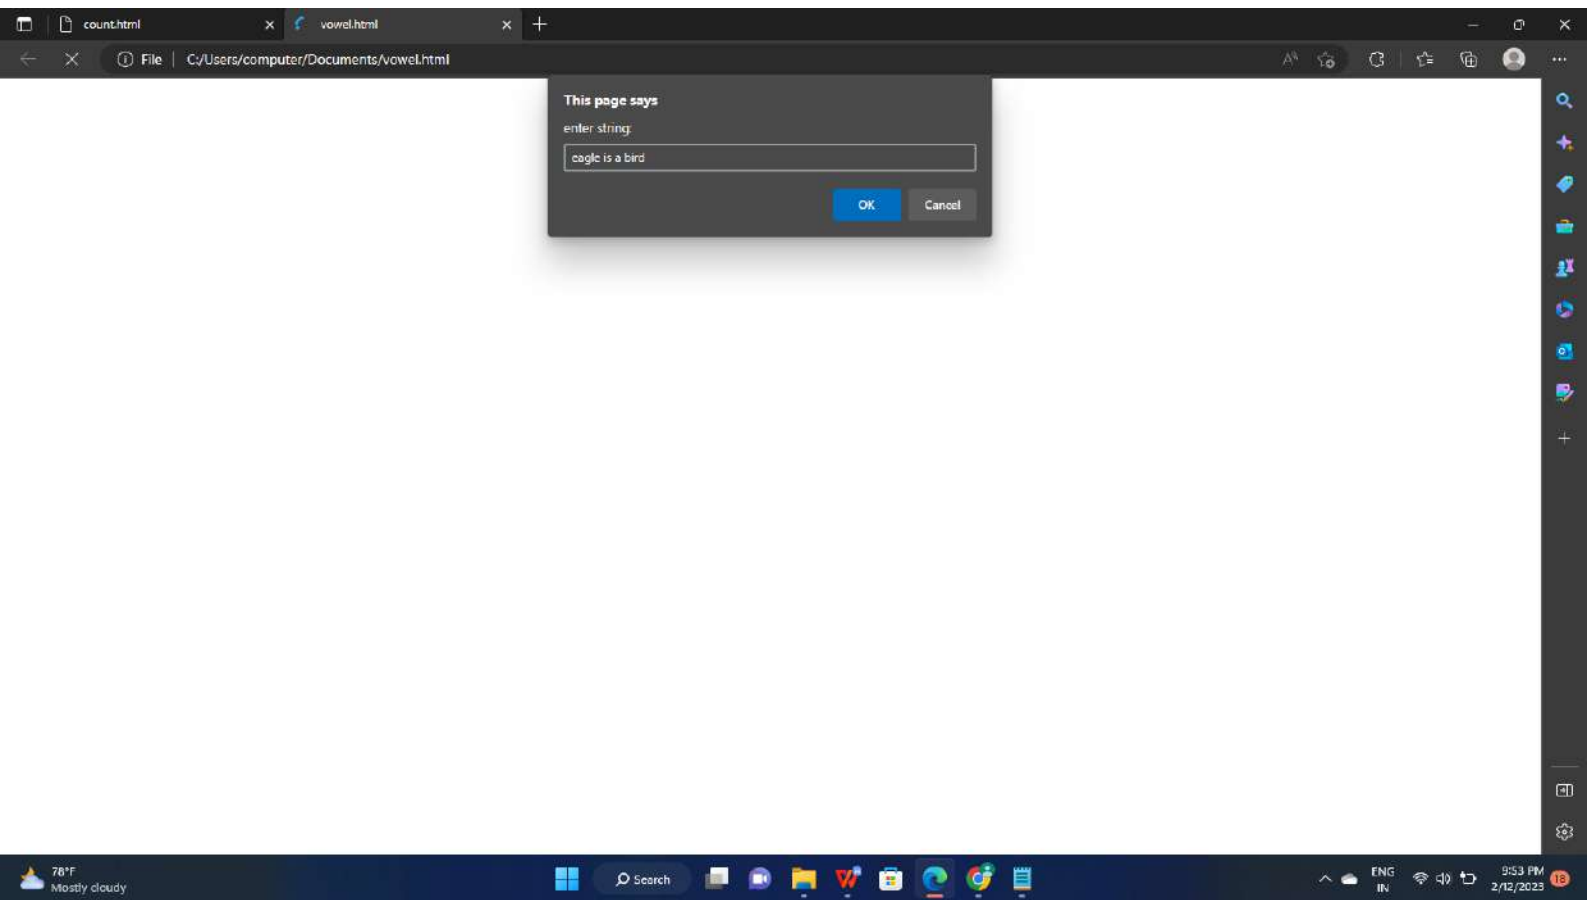 count.html
vowel.html
File | C:/Users/computer/Documents/vowel.html
This page says
enter string:
eagle is a bird
OK
Cancel
78°F
Mostly cloudy
Search
ENG
IN
9:53 PM
2/12/2023
18